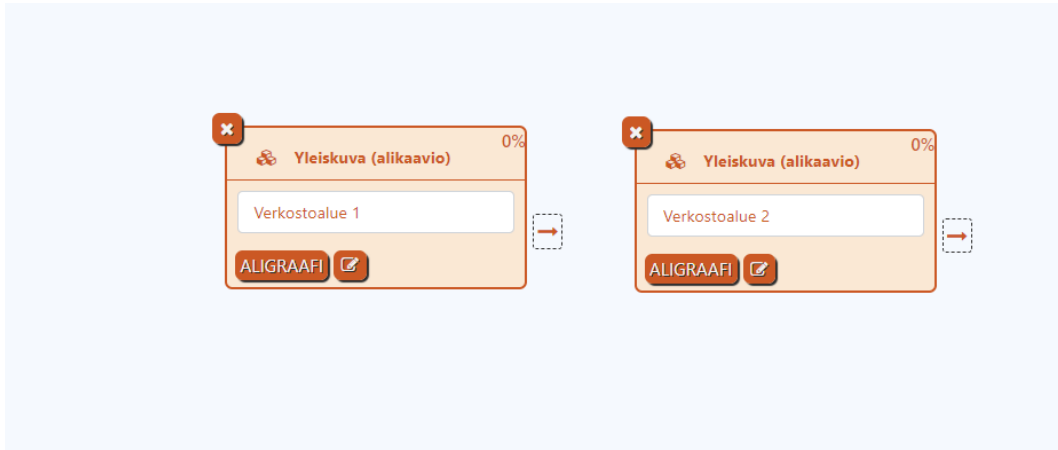 0%
Yleiskuva (alikaavio)
Verkostoalue 1
ALIGRAAFI
0%
Yleiskuva (alikaavio)
Verkostoalue 2
ALIGRAAFI